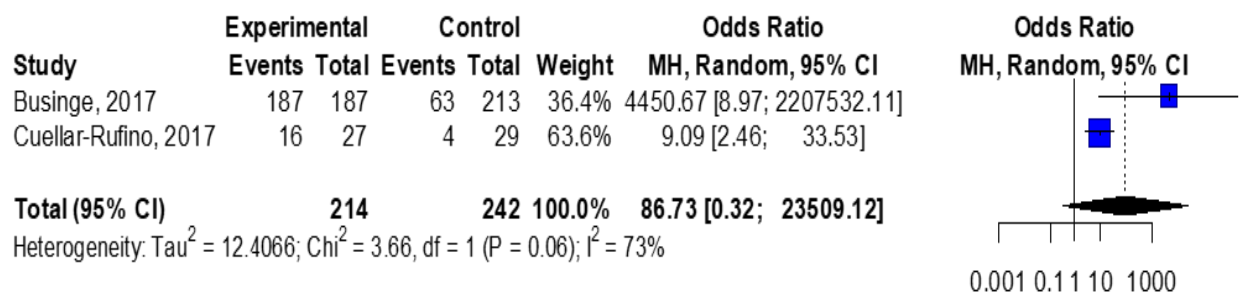 Experimental Control Odds Ratio Odds Ratio
Study Events Total Events Total Weight MH, Random, 95% CI MH, Random, 95% CI
Businge, 2017 187 187 63 213 36.4% 4450.67 [8.97; 2207532.11]
Cuellar-Rufino, 2017 16 27 4 29 63.6% 9.09 [2.46; 33.53]
Total (95% CI) 214 242 100.0% 86.73 [0.32; 23509.12]
Heterogeneity: Tau² = 12.4066; Chi² = 3.66, df = 1 (P = 0.06); I² = 73%
0.001 0.1 1 10 1000